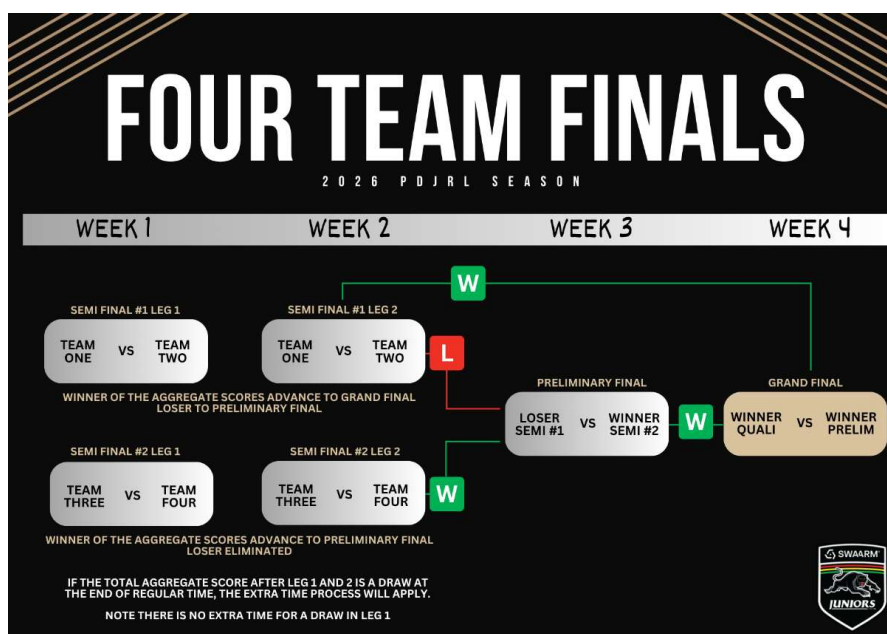 FOUR TEAM FINALS
2026 PDJRL SEASON
WEEK 1
WEEK 2
WEEK 3
WEEK 4
W
SEMI FINAL #1 LEG 1
SEMI FINAL #1 LEG 2
TEAM
ONE
VS
TEAM
TWO
TEAM
ONE
VS
TEAM
TWO
L
WINNER OF THE AGGREGATE SCORES ADVANCE TO GRAND FINAL
LOSER TO PRELIMINARY FINAL
PRELIMINARY FINAL
LOSER
SEMI #1
VS
WINNER
SEMI #2
W
GRAND FINAL
WINNER
QUALI
VS
WINNER
PRELIM
SEMI FINAL #2 LEG 1
SEMI FINAL #2 LEG 2
TEAM
THREE
VS
TEAM
FOUR
TEAM
THREE
VS
TEAM
FOUR
W
WINNER OF THE AGGREGATE SCORES ADVANCE TO PRELIMINARY FINAL
LOSER ELIMINATED
IF THE TOTAL AGGREGATE SCORE AFTER LEG 1 AND 2 IS A DRAW AT
THE END OF REGULAR TIME, THE EXTRA TIME PROCESS WILL APPLY.
NOTE THERE IS NO EXTRA TIME FOR A DRAW IN LEG 1
SWAARM
JUNIORS